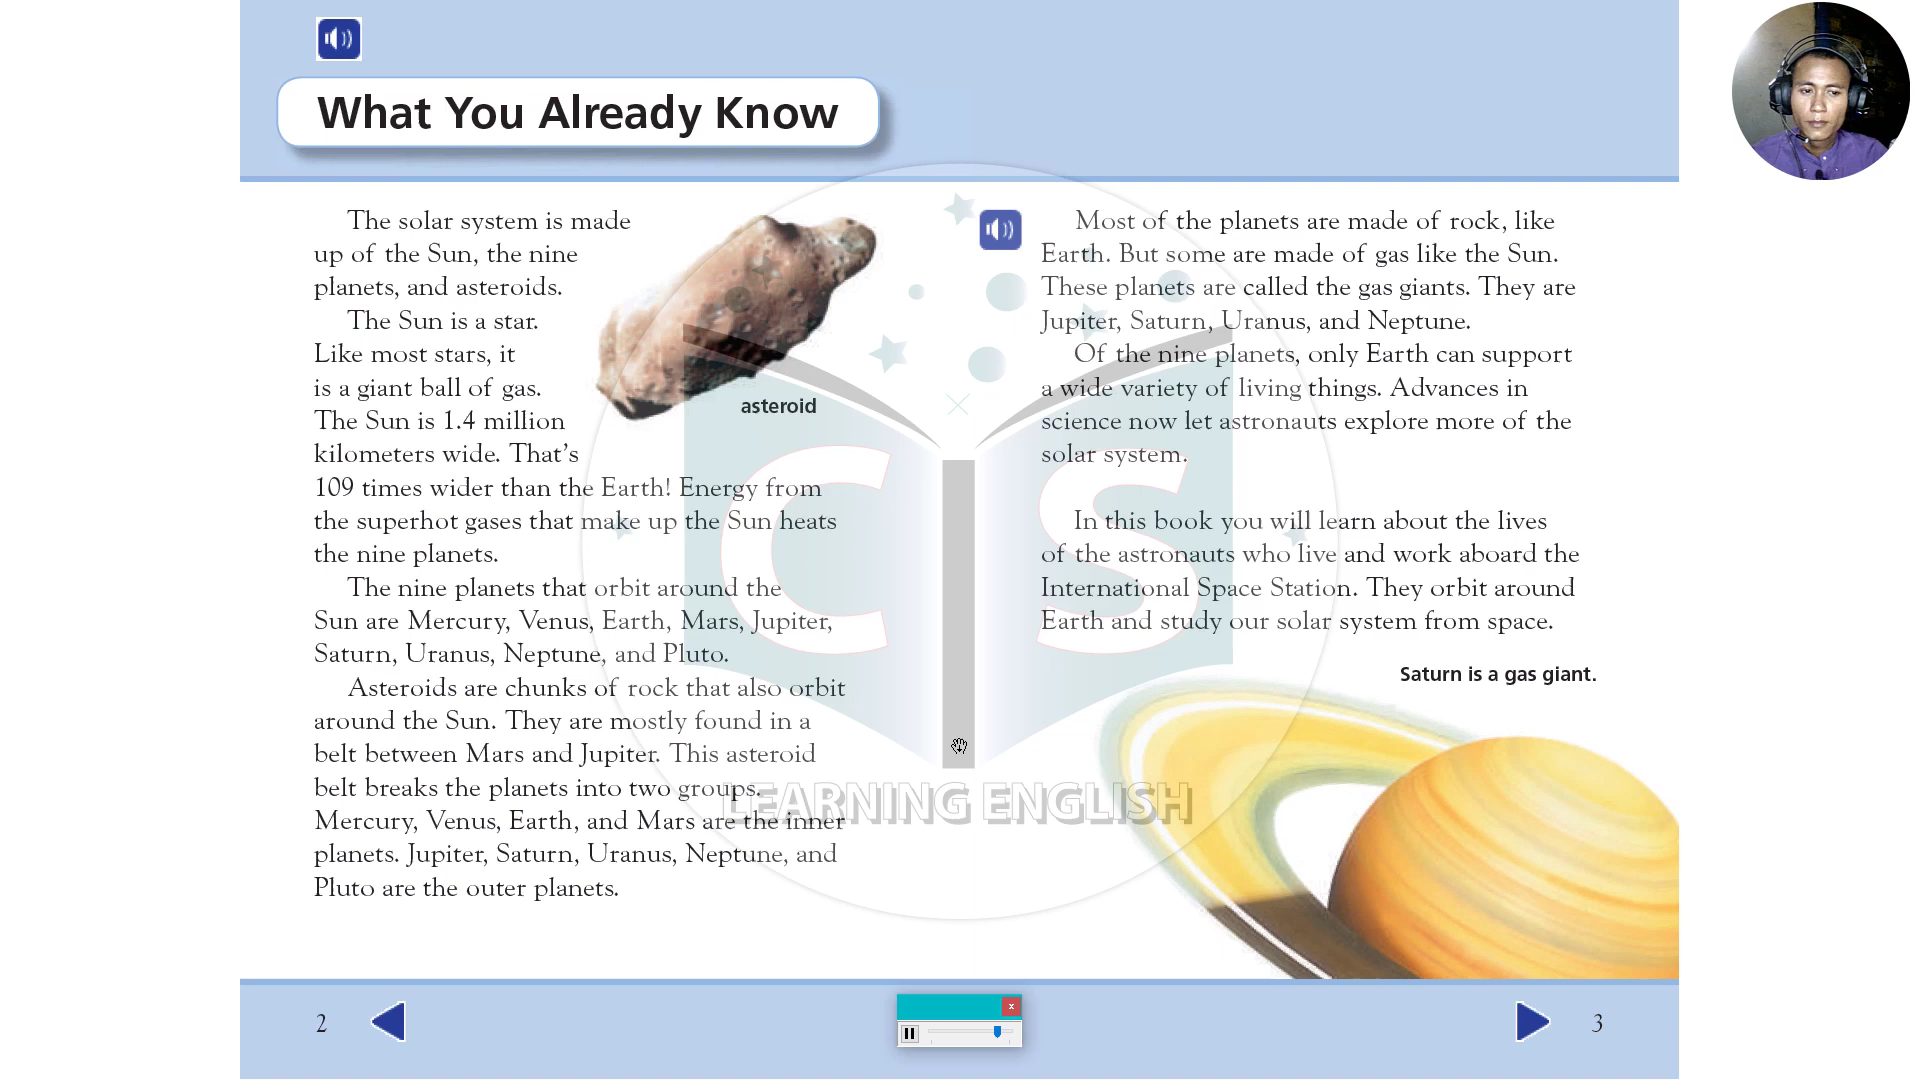 What You Already Know
The solar system is made
up of the Sun, the nine
planets, and asteroids.
The Sun is a star.
Like most stars, it
is a giant ball of gas.
The Sun is 1.4 million
kilometers wide. That's
109 times wider than the Earth! Energy from
the superhot gases that make up the Sun heats
the nine planets.
The nine planets that orbit around the
Sun are Mercury, Venus, Earth, Mars, Jupiter,
Saturn, Uranus, Neptune, and Pluto.
Asteroids are chunks of rock that also orbit
around the Sun. They are mostly found in a
belt between Mars and Jupiter. This asteroid
belt breaks the planets into two groups.
Mercury, Venus, Earth, and Mars are the inner
planets. Jupiter, Saturn, Uranus, Neptune, and
Pluto are the outer planets.
asteroid
Most of the planets are made of rock, like
Earth. But some are made of gas like the Sun.
These planets are called the gas giants. They are
Jupiter, Saturn, Uranus, and Neptune.
Of the nine planets, only Earth can support
a wide variety of living things. Advances in
science now let astronauts explore more of the
solar system.
In this book you will learn about the lives
of the astronauts who live and work aboard the
International Space Station. They orbit around
Earth and study our solar system from space.
Saturn is a gas giant.
CS
LEARNING ENGLISH
2
x
3